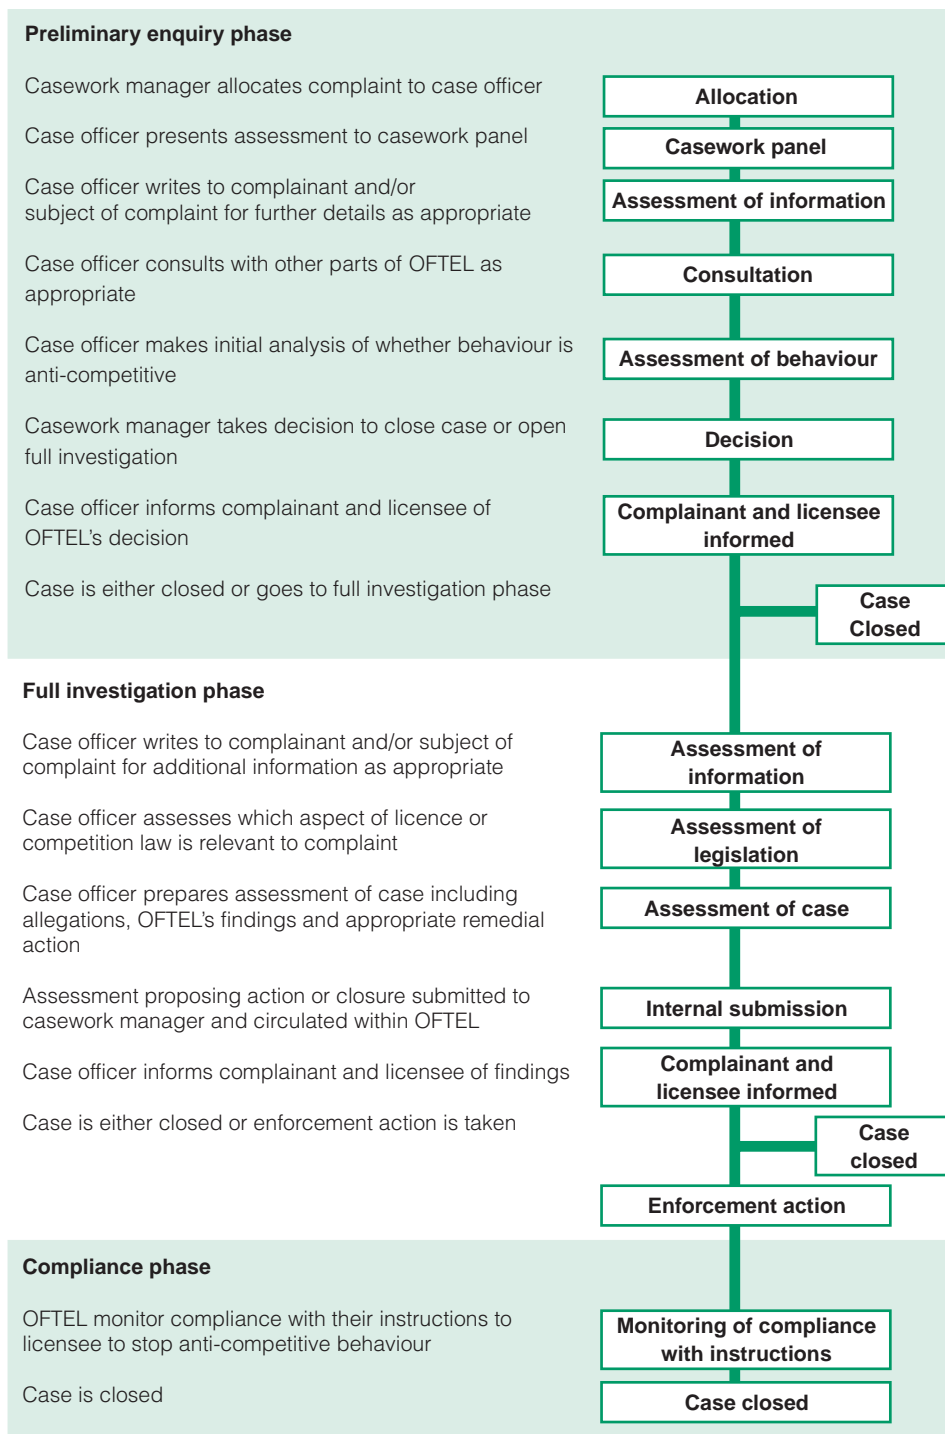 Preliminary enquiry phase
Casework manager allocates complaint to case officer
Allocation
Case officer presents assessment to casework panel
Casework panel
Case officer writes to complainant and/or
subject of complaint for further details as appropriate
Assessment of information
Case officer consults with other parts of OFTEL as
appropriate
Consultation
Case officer makes initial analysis of whether behaviour is
anti-competitive
Assessment of behaviour
Casework manager takes decision to close case or open
full investigation
Decision
Case officer informs complainant and licensee of
OFTEL's decision
Complainant and licensee
informed
Case is either closed or goes to full investigation phase
Case
Closed
Full investigation phase
Case officer writes to complainant and/or subject of
complaint for additional information as appropriate
Assessment of
information
Case officer assesses which aspect of licence or
competition law is relevant to complaint
Assessment of
legislation
Case officer prepares assessment of case including
allegations, OFTEL's findings and appropriate remedial
action
Assessment of case
Assessment proposing action or closure submitted to
casework manager and circulated within OFTEL
Internal submission
Case officer informs complainant and licensee of findings
Complainant and
licensee informed
Case is either closed or enforcement action is taken
Case
closed
Enforcement action
Compliance phase
OFTEL monitor compliance with their instructions to
licensee to stop anti-competitive behaviour
Monitoring of compliance
with instructions
Case is closed
Case closed